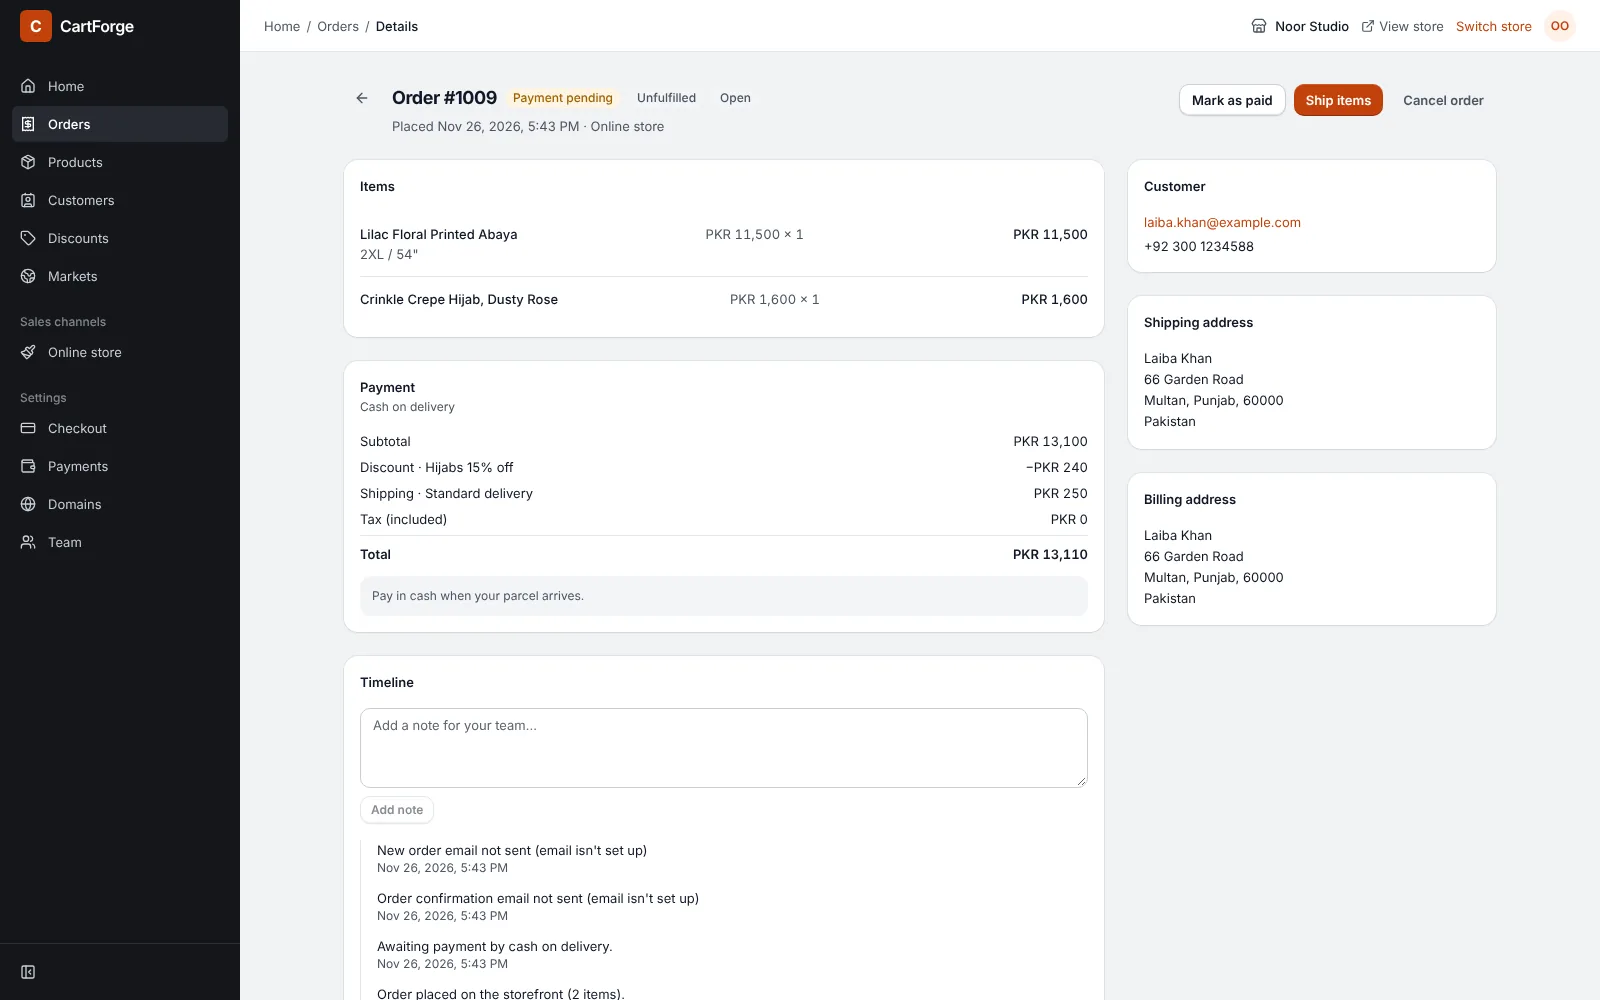 C CartForge
Home
Orders
Products
Customers
Discounts
Markets
Sales channels
Online store
Settings
Checkout
Payments
Domains
Team
Home / Orders / Details
Noor Studio View store Switch store OO
Order #1009 Payment pending Unfulfilled Open
Placed Nov 26, 2026, 5:43 PM · Online store
Mark as paid Ship items Cancel order
Items
Lilac Floral Printed Abaya PKR 11,500 × 1 PKR 11,500
2XL / 54"
Crinkle Crepe Hijab, Dusty Rose PKR 1,600 × 1 PKR 1,600
Payment
Cash on delivery
Subtotal PKR 13,100
Discount · Hijabs 15% off −PKR 240
Shipping · Standard delivery PKR 250
Tax (included) PKR 0
Total PKR 13,110
Pay in cash when your parcel arrives.
Timeline
Add a note for your team...
Add note
New order email not sent (email isn't set up)
Nov 26, 2026, 5:43 PM
Order confirmation email not sent (email isn't set up)
Nov 26, 2026, 5:43 PM
Awaiting payment by cash on delivery.
Nov 26, 2026, 5:43 PM
Order placed on the storefront (2 items).
Customer
laiba.khan@example.com
+92 300 1234588
Shipping address
Laiba Khan
66 Garden Road
Multan, Punjab, 60000
Pakistan
Billing address
Laiba Khan
66 Garden Road
Multan, Punjab, 60000
Pakistan